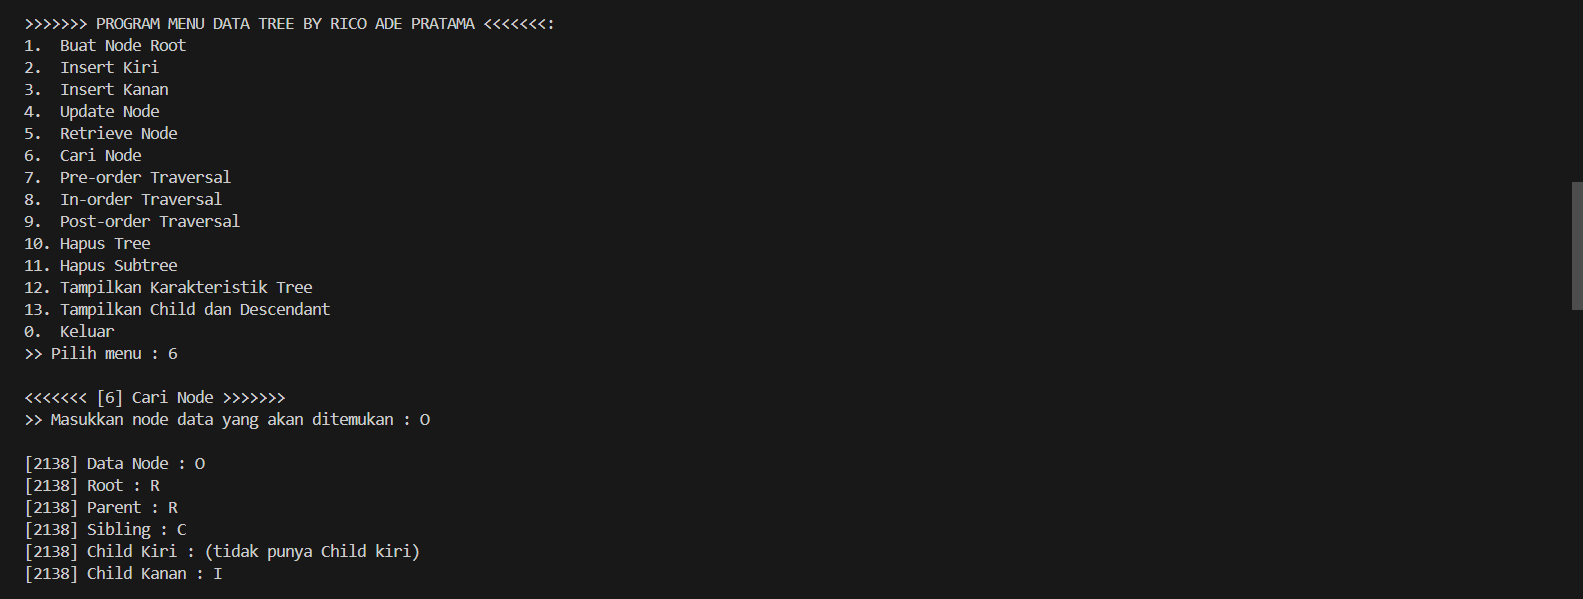 >>>>>>> PROGRAM MENU DATA TREE BY RICO ADE PRATAMA <<<<<<<:
1.  Buat Node Root
2.  Insert Kiri
3.  Insert Kanan
4.  Update Node
5.  Retrieve Node
6.  Cari Node
7.  Pre-order Traversal
8.  In-order Traversal
9.  Post-order Traversal
10. Hapus Tree
11. Hapus Subtree
12. Tampilkan Karakteristik Tree
13. Tampilkan Child dan Descendant
0.  Keluar
>> Pilih menu : 6
<<<<<<< [6] Cari Node >>>>>>>
>> Masukkan node data yang akan ditemukan : O
[2138] Data Node : O
[2138] Root : R
[2138] Parent : R
[2138] Sibling : C
[2138] Child Kiri : (tidak punya Child kiri)
[2138] Child Kanan : I